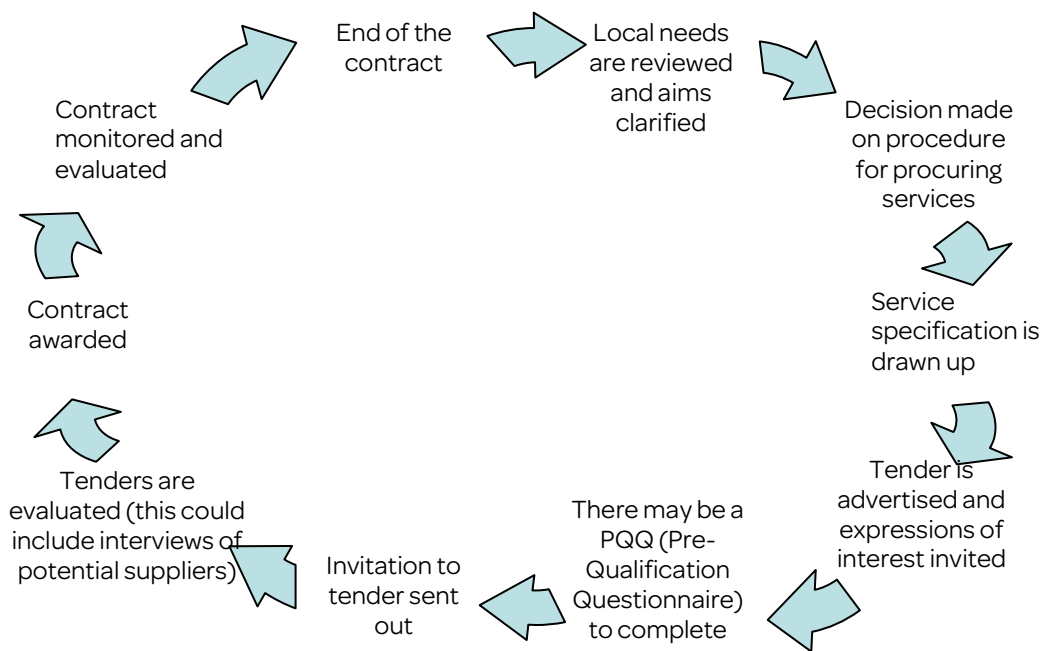 End of the
contract
Local needs
are reviewed
and aims
clarified
Decision made
on procedure
for procuring
services
Service
specification is
drawn up
Tender is
advertised and
expressions of
interest invited
There may be a
PQQ (Pre-
Qualification
Questionnaire)
to complete
Invitation to
tender sent
out
Tenders are
evaluated (this could
include interviews of
potential suppliers)
Contract
awarded
Contract
monitored and
evaluated